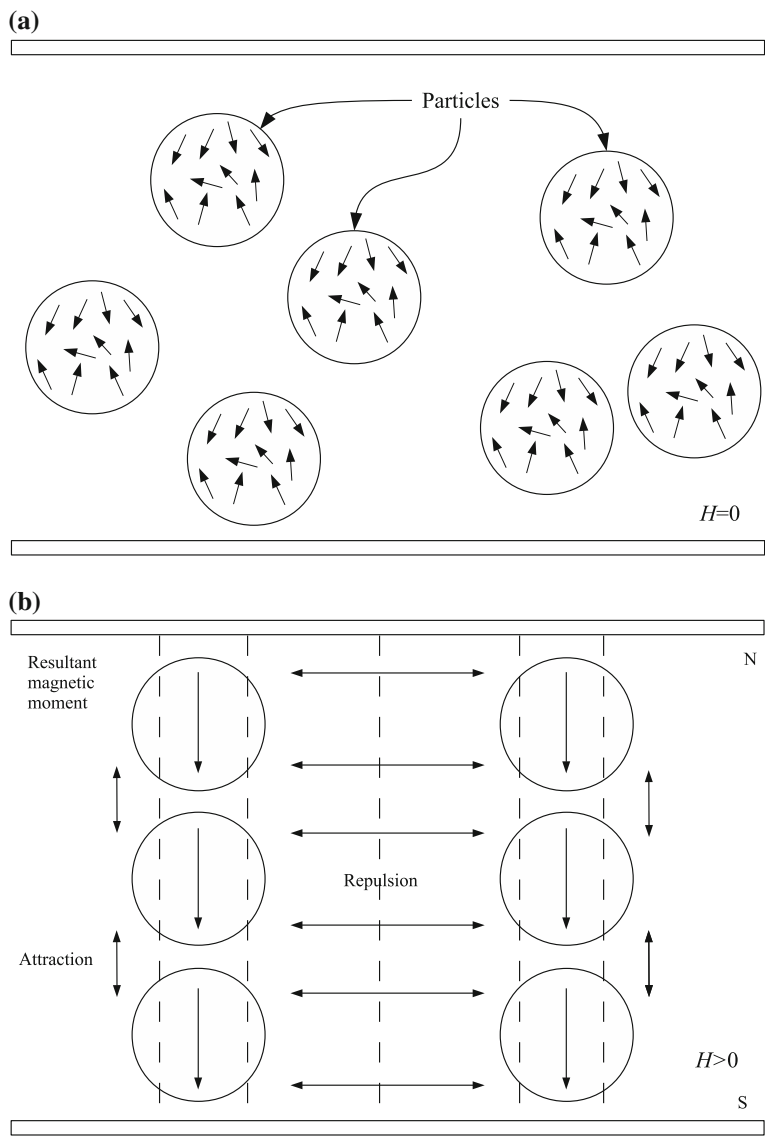 (a)
Particles
H=0
(b)
Resultant
magnetic
moment
N
Repulsion
Attraction
H>0
S